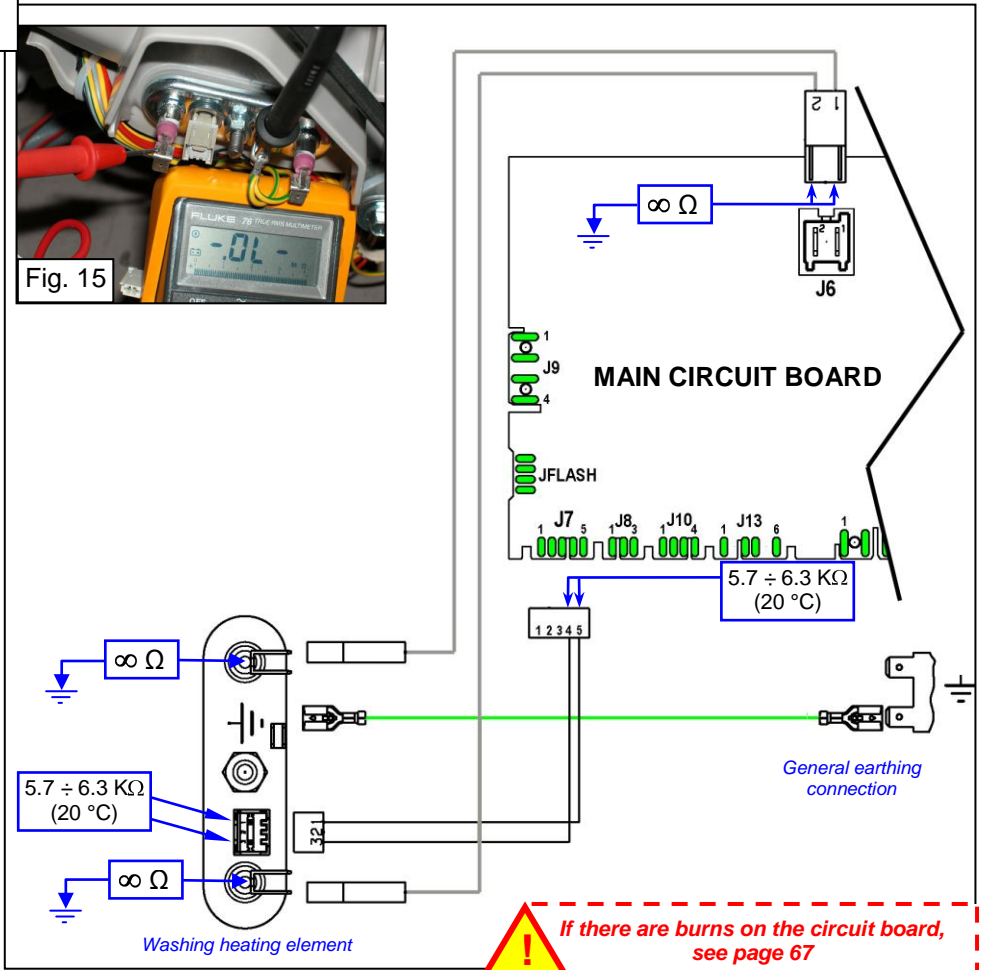 FLUKE 76 TRUE RMS MULTIMETER
-.OL-
Fig. 15
2 1
∞ Ω
2 1
J6
1
J9
4
MAIN CIRCUIT BOARD
JFLASH
J7
1 5
J8
1 3
J10
1 4
J13
1 6
1
5.7 ÷ 6.3 KΩ
(20 °C)
1 2 3 4 5
∞ Ω
General earthing
connection
5.7 ÷ 6.3 KΩ
(20 °C)
321
∞ Ω
Washing heating element
!
If there are burns on the circuit board,
see page 67